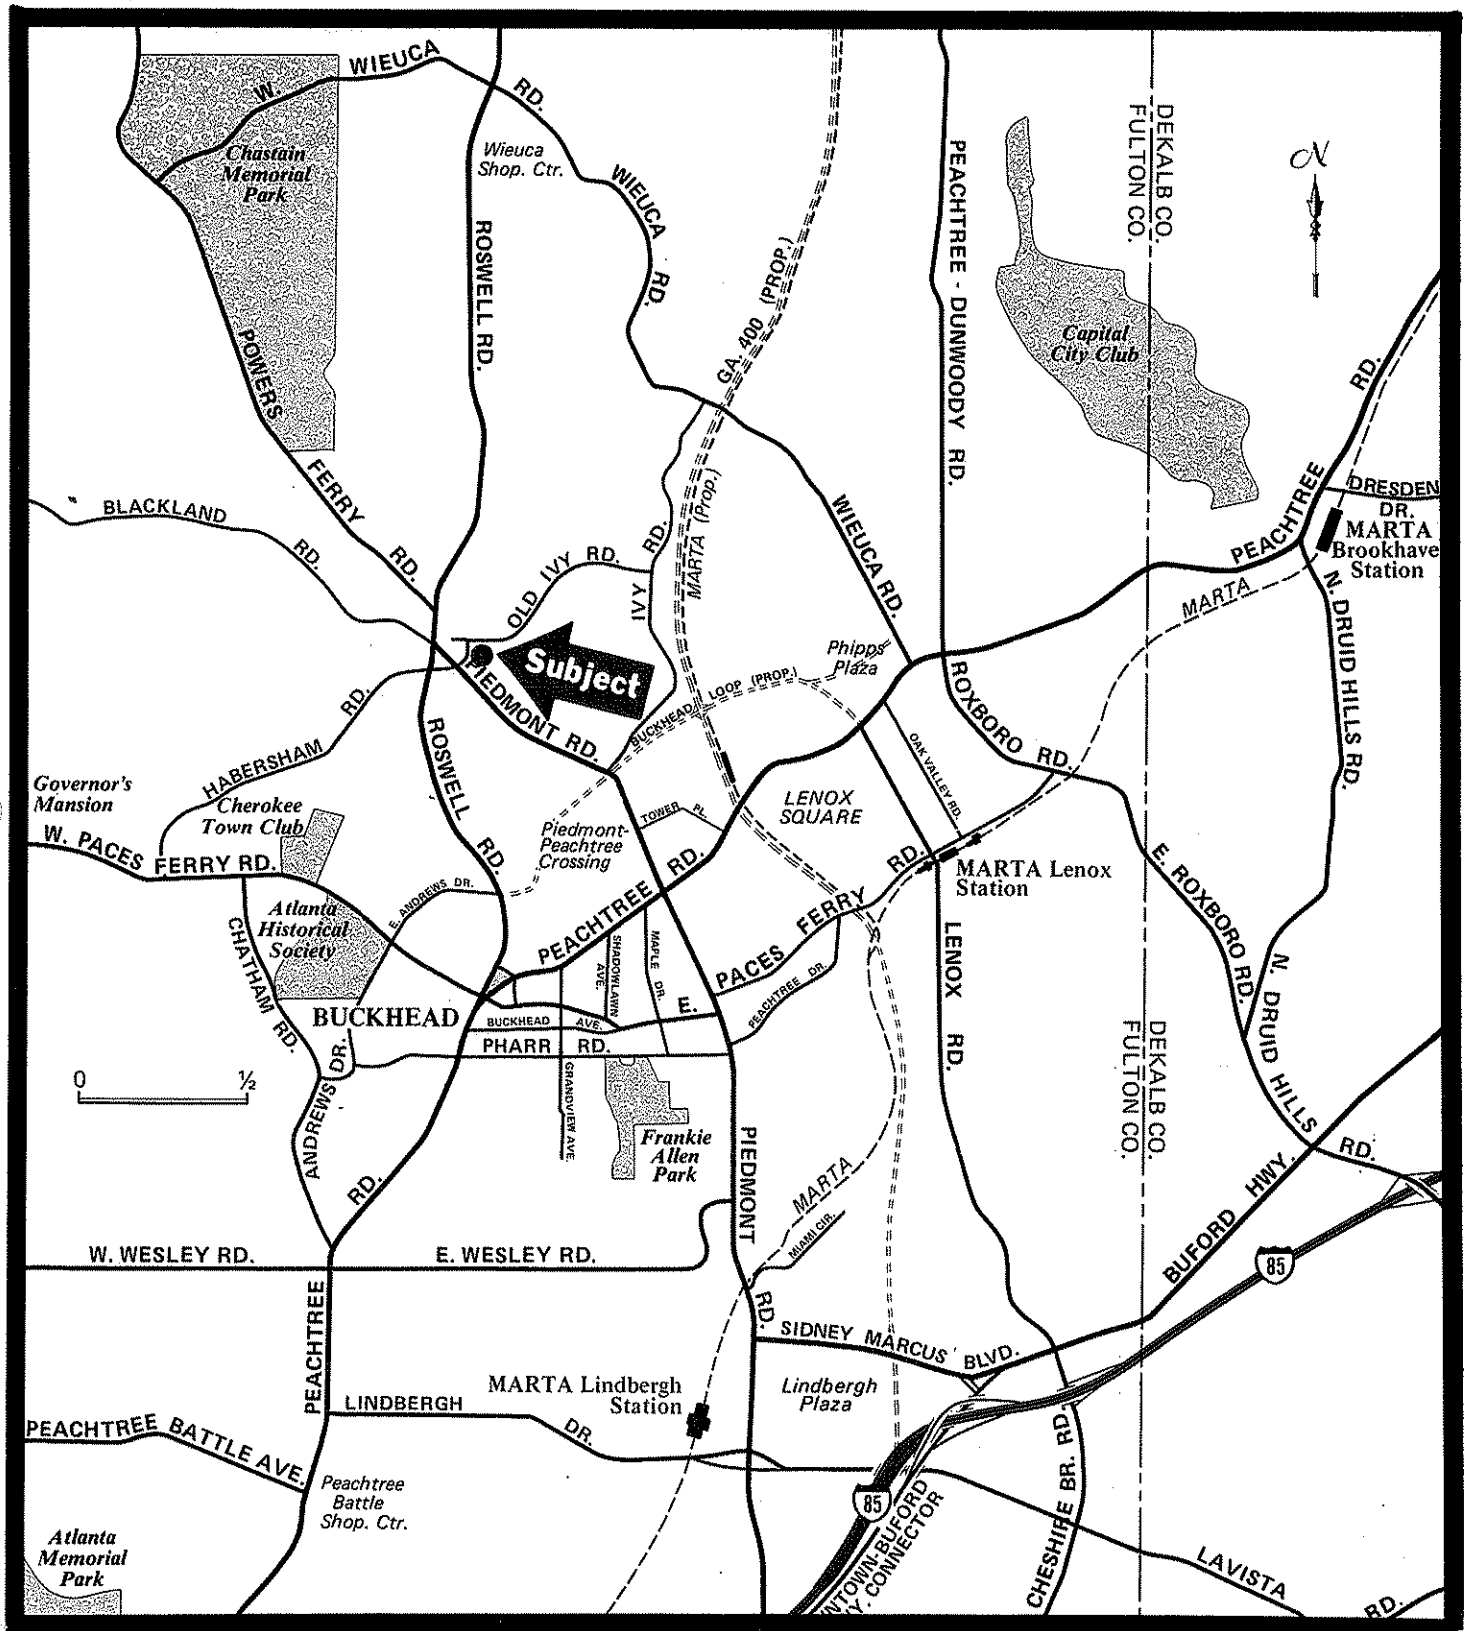 W. WIEUCA RD.
WIEUCA RD.
Chastain
Memorial
Park
Wieuca
Shop. Ctr.
ROSWELL RD.
GA. 400 (PROP.)
PEACHTREE - DUNWOODY RD.
DEKALB CO.
FULTON CO.
N
Capital
City Club
POWERS FERRY RD.
PEACHTREE RD.
DRESDEN
DR.
MARTA
Brookhave
Station
BLACKLAND RD.
OLD IVY RD.
IVY RD.
MARTA (Prop.)
WIEUCA RD.
MARTA
N. DRUID HILLS RD.
Subject
PIEDMONT RD.
Phipps
Plaza
BUCKHEAD LOOP (PROP.)
ROXBORO RD.
OAK VALLEY RD.
HABERSHAM RD.
ROSWELL RD.
Governor's
Mansion
Cherokee
Town Club
W. PACES FERRY RD.
Piedmont-
Peachtree
Crossing
TOWER PL.
LENOX
SQUARE
MARTA Lenox
Station
E. ROXBORO RD.
E. ANDREWS DR.
Atlanta
Historical
Society
CHATHAM RD.
PEACHTREE RD.
SHADOWLAWN
AVE.
MAPLE DR.
E. PACES FERRY RD.
PEACHTREE DR.
LENOX RD.
N. DRUID HILLS RD.
BUCKHEAD
BUCKHEAD AVE.
PHARR RD.
DEKALB CO.
FULTON CO.
0 ½
ANDREWS DR.
GRANDVIEW AVE.
Frankie
Allen
Park
PIEDMONT RD.
MARTA
MIAMI CIR.
BUFORD HWY.
85
W. WESLEY RD.
E. WESLEY RD.
PEACHTREE RD.
SIDNEY MARCUS BLVD.
MARTA Lindbergh
Station
Lindbergh
Plaza
LINDBERGH DR.
PEACHTREE BATTLE AVE.
Peachtree
Battle
Shop. Ctr.
85
NTOWN-BUFORD
Y. CONNECTOR
CHESHIRE BR. RD.
LAVISTA RD.
Atlanta
Memorial
Park